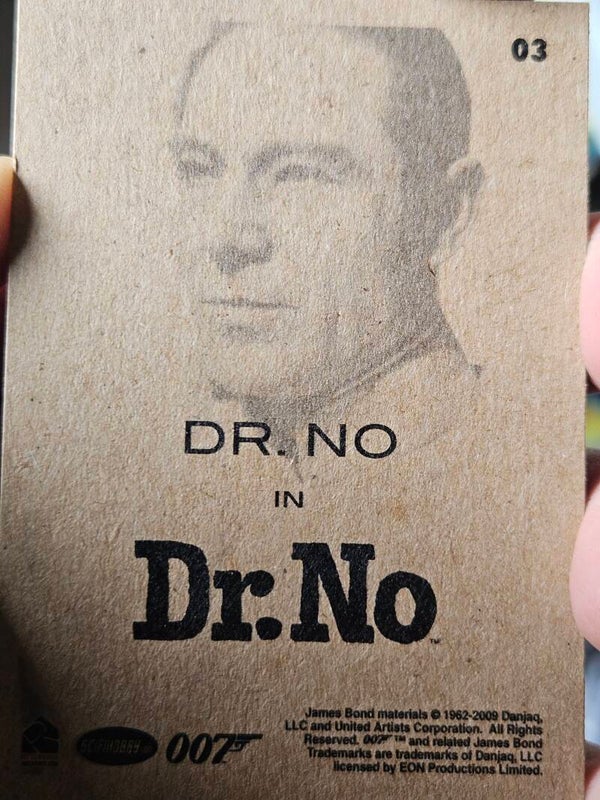 03
DR. NO
IN
Dr. No™
007
James Bond materials © 1962-2009 Danjaq,
LLC and United Artists Corporation. All Rights
Reserved. 007™ and related James Bond
Trademarks are trademarks of Danjaq, LLC
licensed by EON Productions Limited.